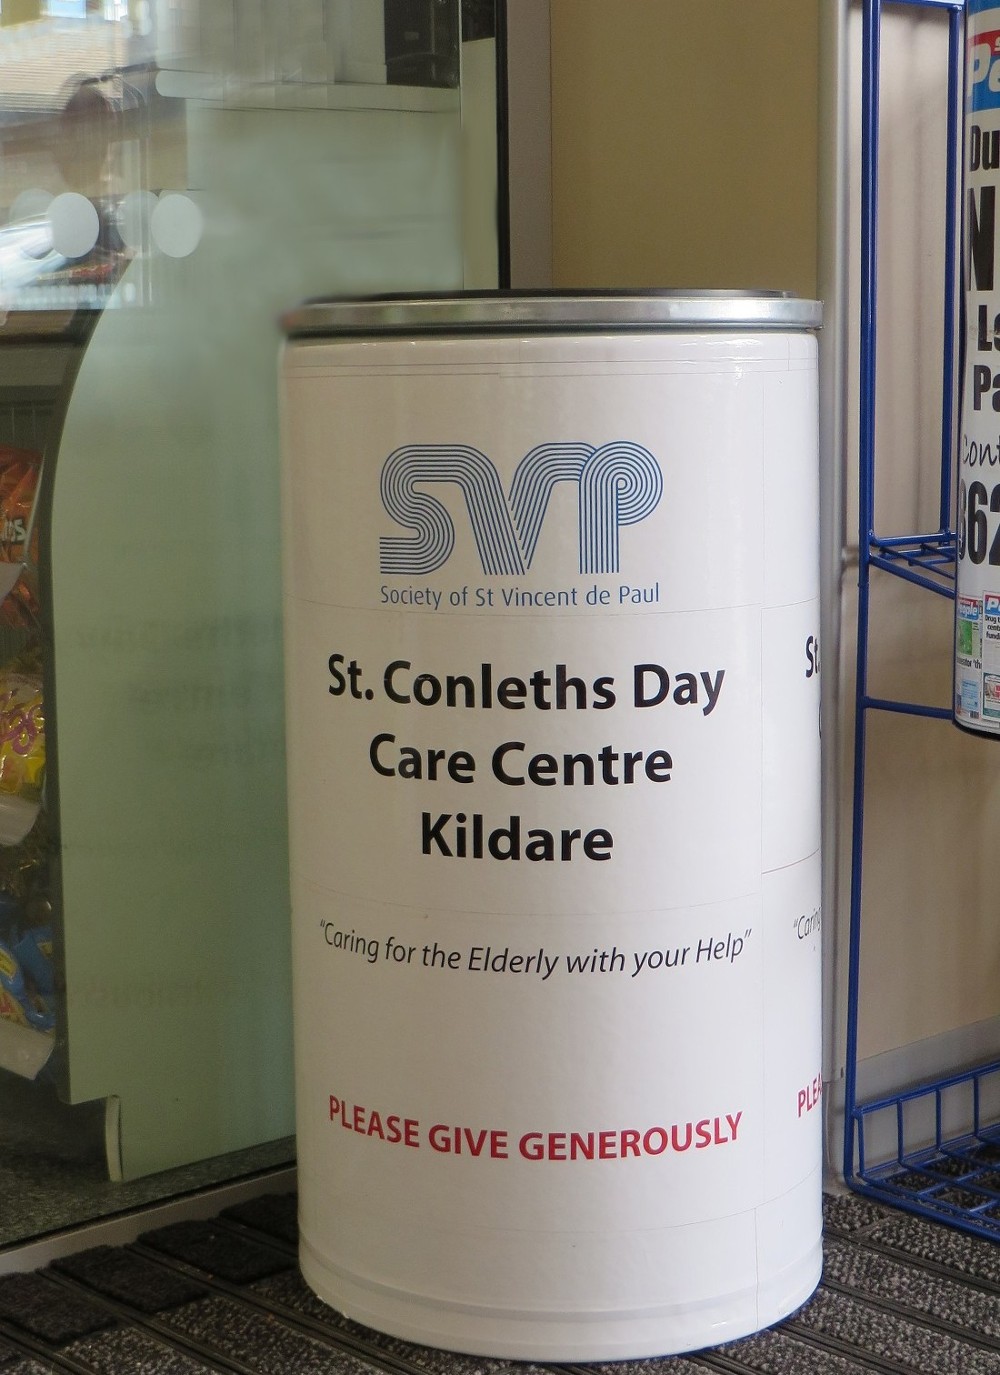 SVP
Society of St Vincent de Paul
St. Conleths Day
Care Centre
Kildare
"Caring for the Elderly with your Help"
PLEASE GIVE GENEROUSLY